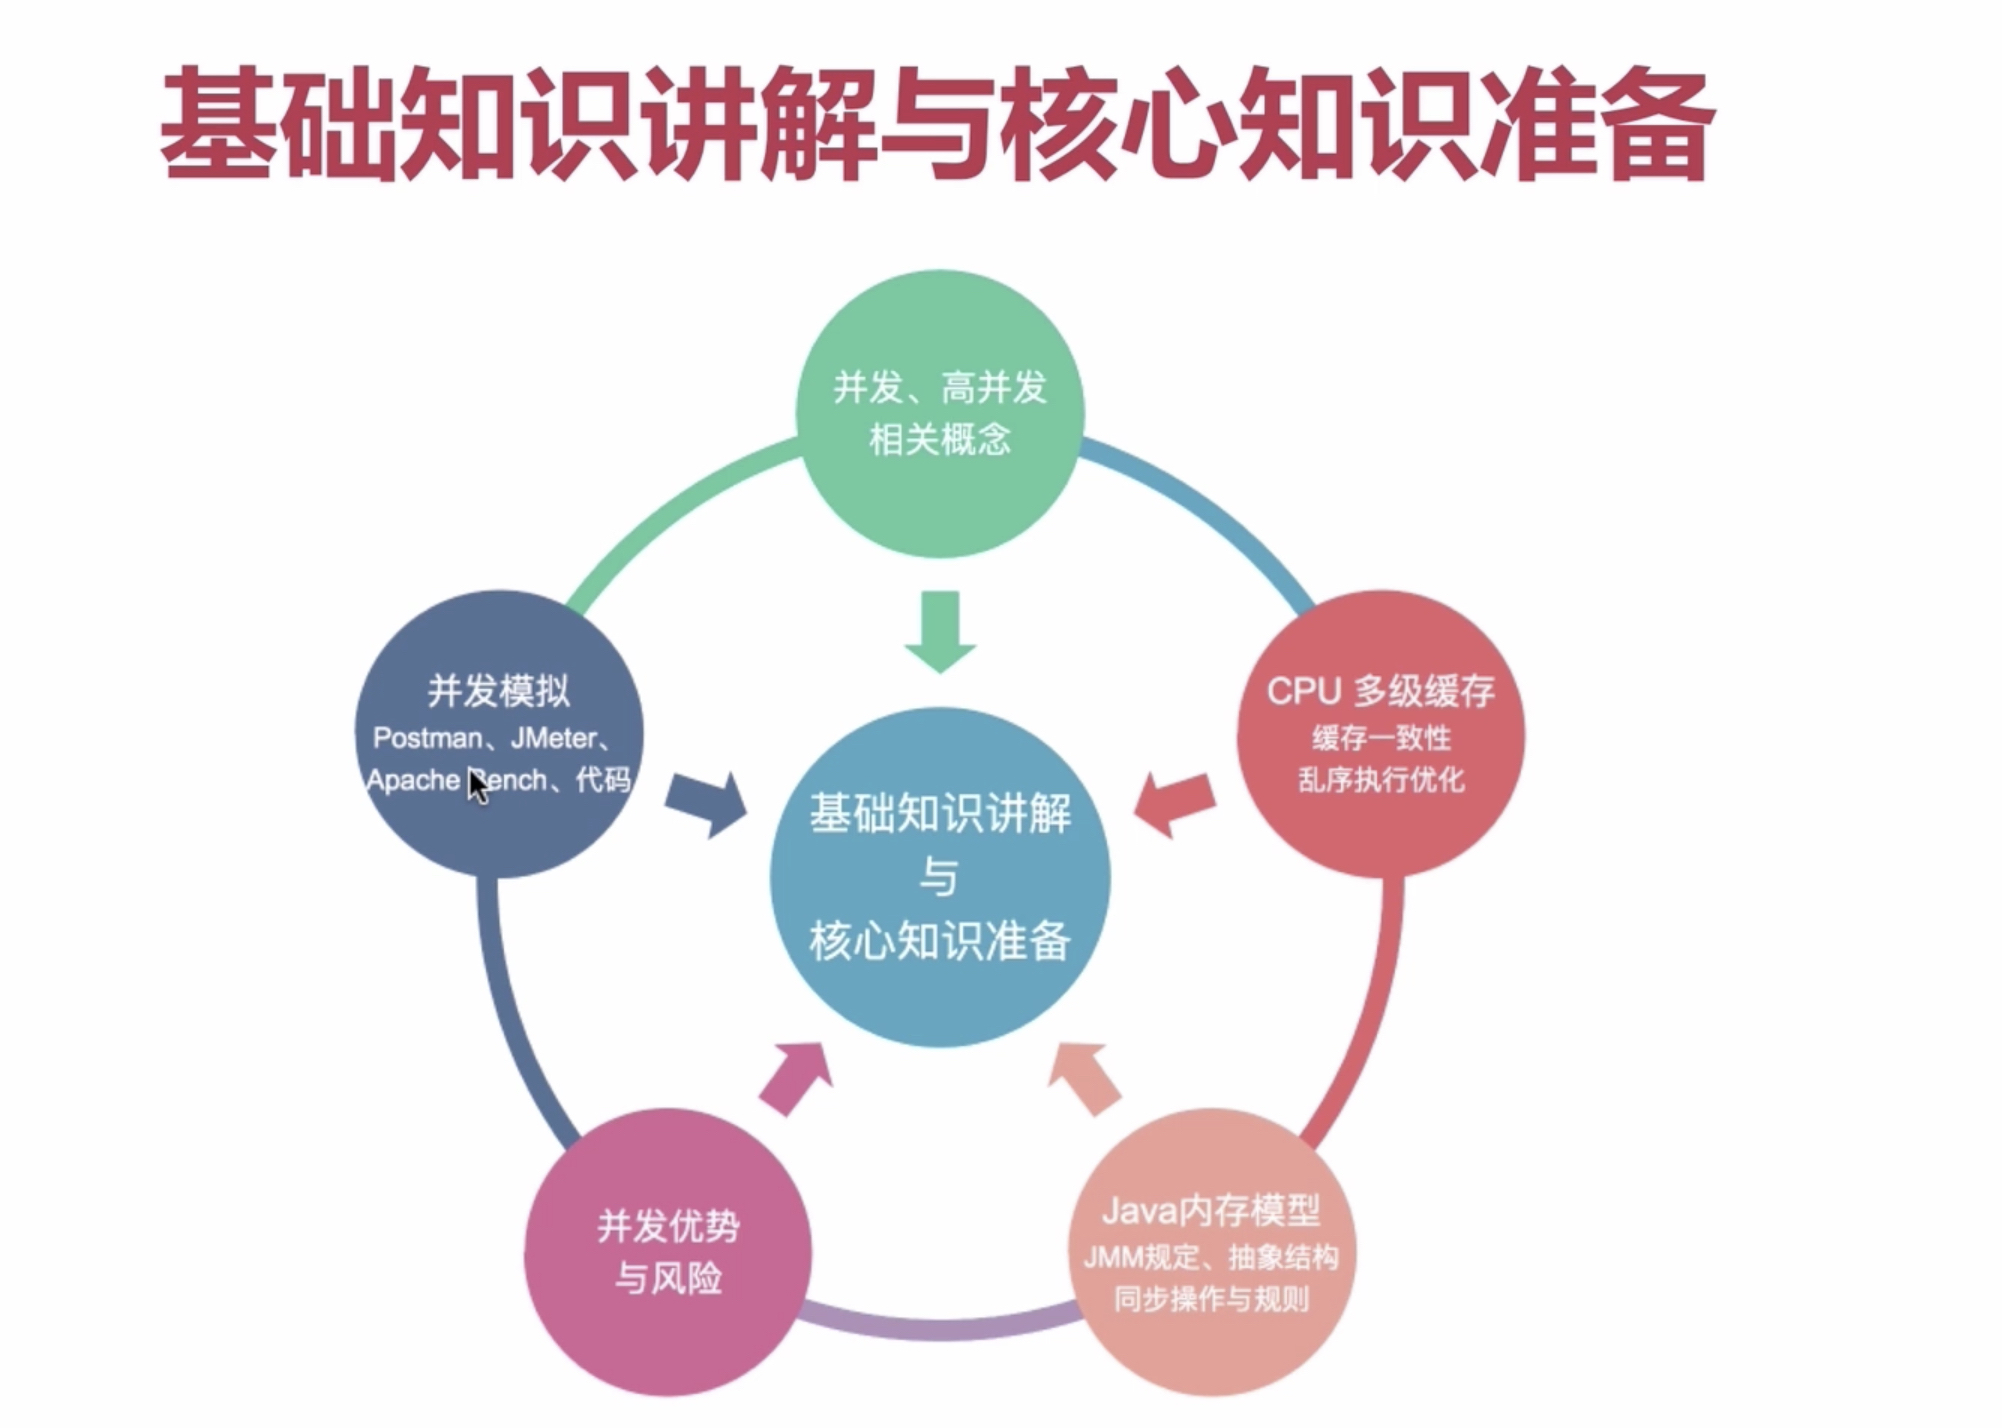 基础知识讲解与核心知识准备
并发、高并发
相关概念
并发模拟
Postman、JMeter、
Apache Bench、代码
CPU 多级缓存
缓存一致性
乱序执行优化
基础知识讲解
与
核心知识准备
并发优势
与风险
Java内存模型
JMM规定、抽象结构
同步操作与规则